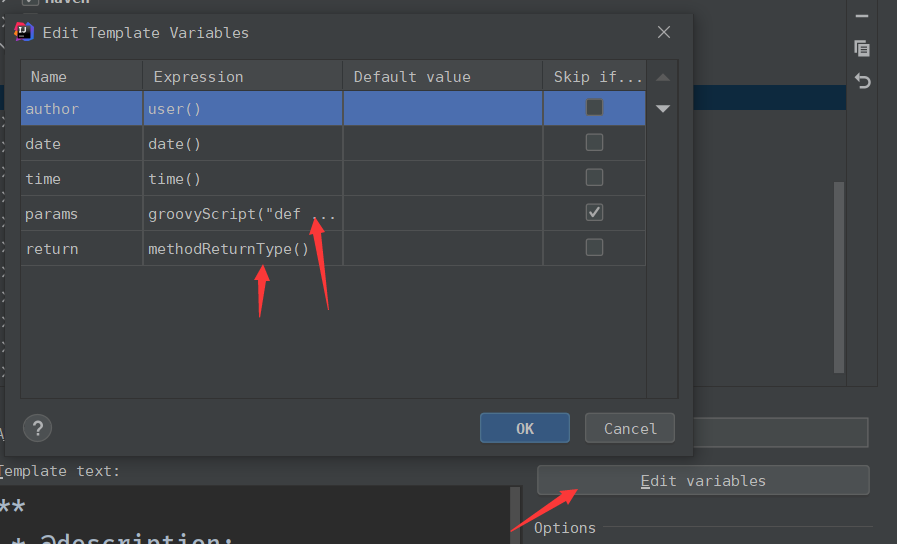 Maven
Edit Template Variables
Name Expression Default value Skip if...
author user()
date date()
time time()
params groovyScript("def ...
return methodReturnType()
? OK Cancel
Template text: Edit variables
**
Options
* @description: